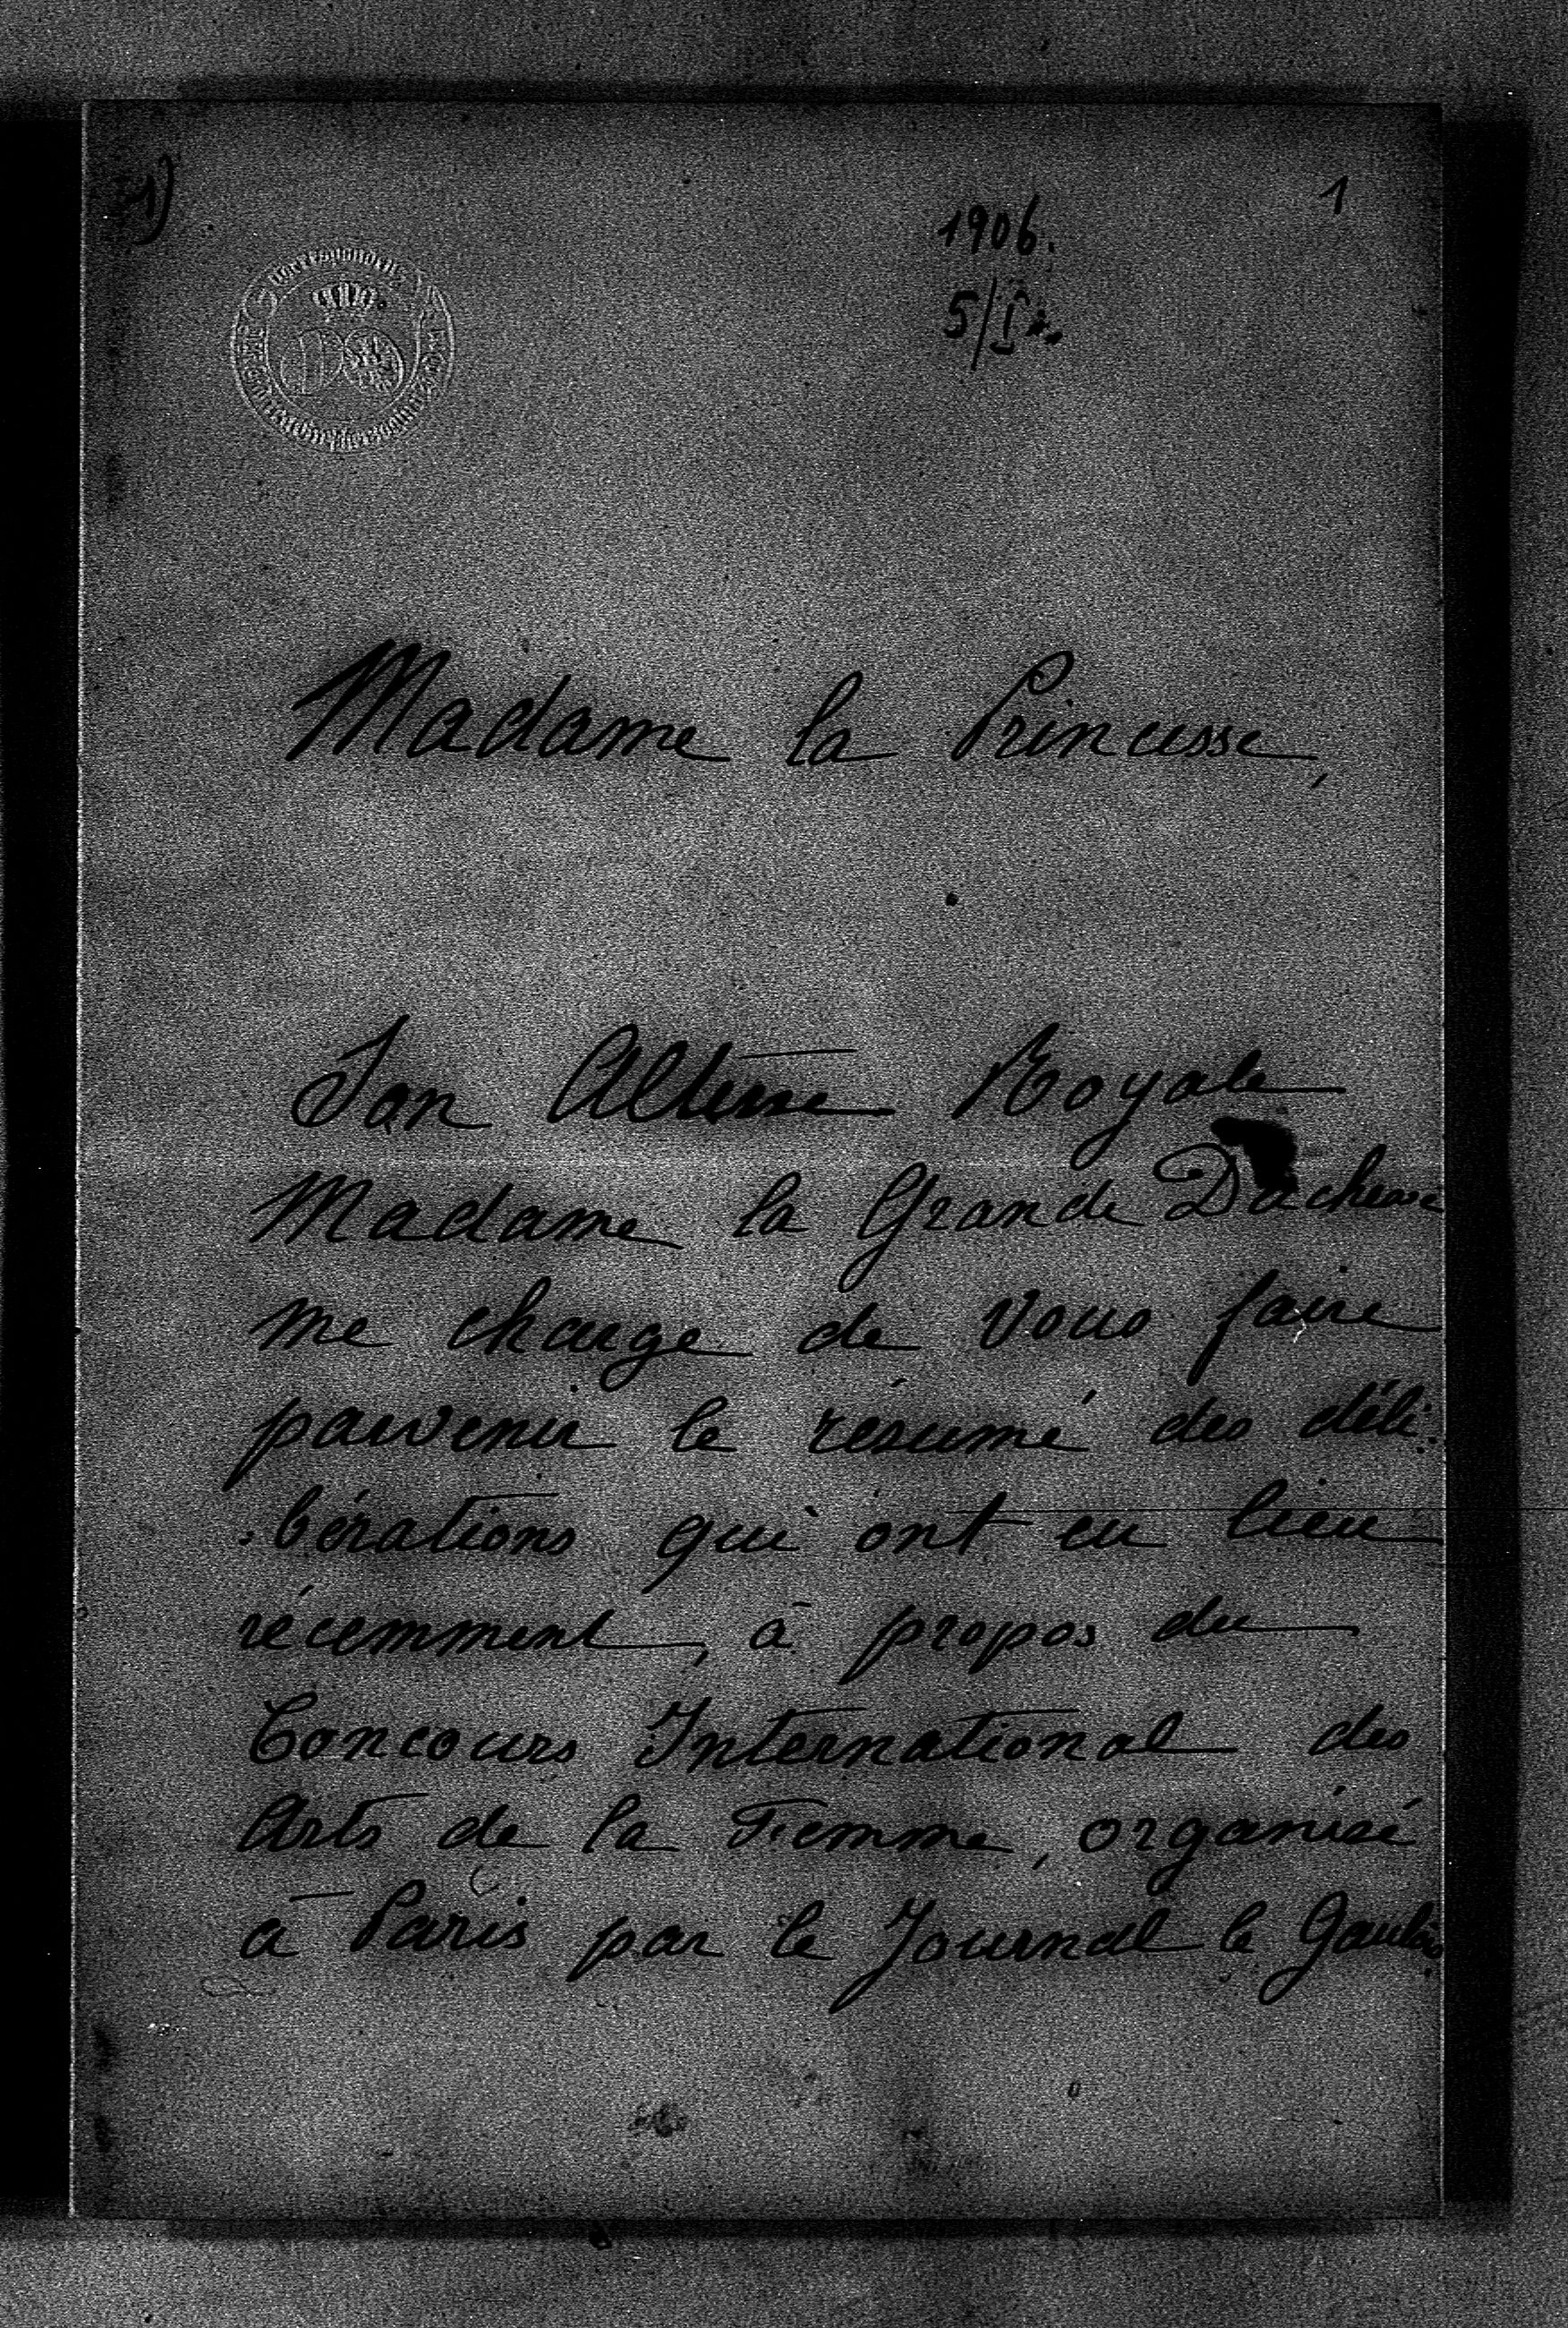 1)
1
1906.
5/I
Madame la Princesse,
Son Altesse Royale
Madame la Grande Duchesse
me charge de vous faire
parvenir le résumé des déli-
bérations qui ont eu lieu
récemment, à propos du
Concours International des
Arts de la Femme, organisé
à Paris par le Journal le Gaulois